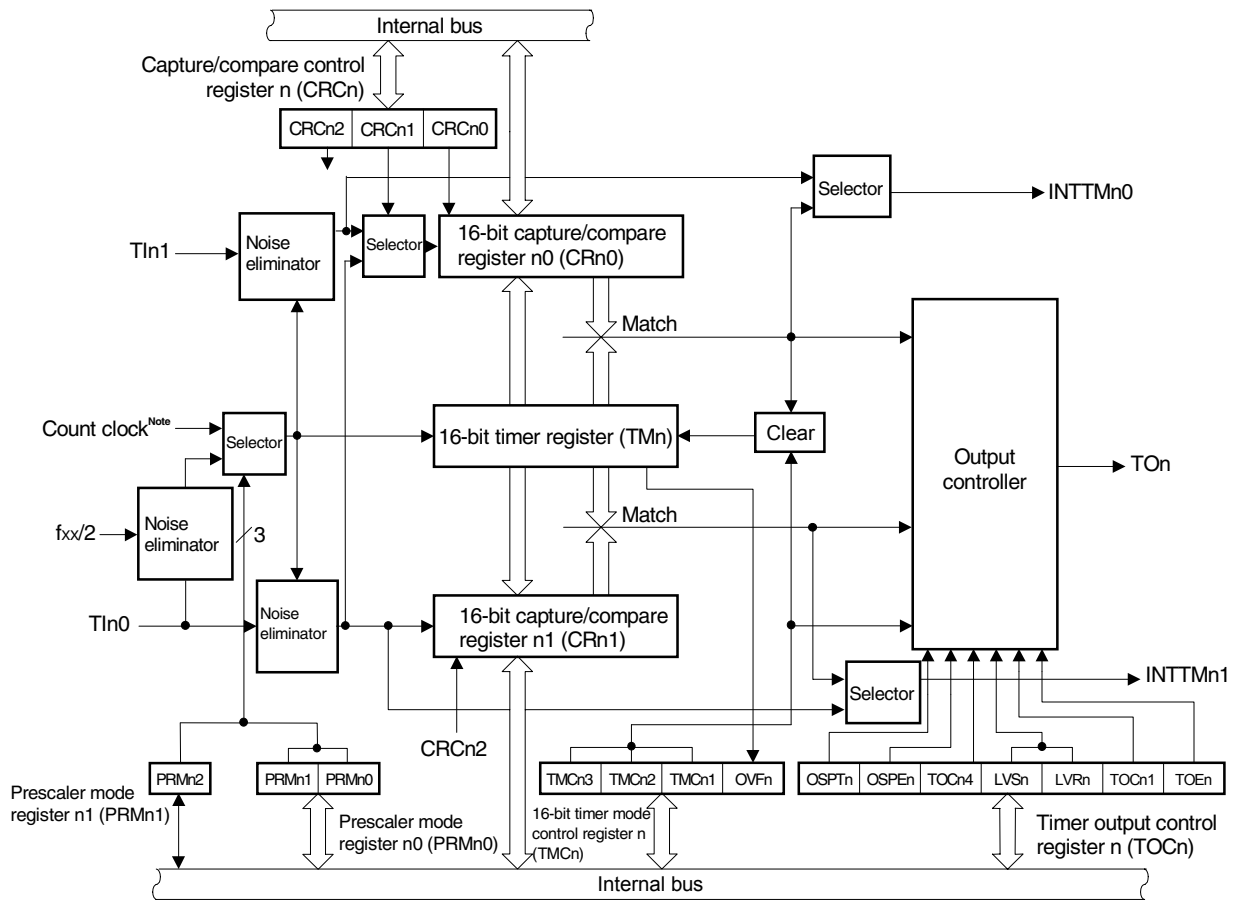 Internal bus
Capture/compare control
register n (CRCn)
CRCn2 CRCn1 CRCn0
Selector
INTTMn0
TIn1
Noise
eliminator
Selector
16-bit capture/compare
register n0 (CRn0)
Match
Count clock Note
Selector
16-bit timer register (TMn)
Clear
Output
controller
TOn
fxx/2
Noise
eliminator
3
Match
TIn0
Noise
eliminator
16-bit capture/compare
register n1 (CRn1)
Selector
INTTMn1
CRCn2
PRMn2
PRMn1 PRMn0
TMCn3 TMCn2 TMCn1 OVFn
OSPTn OSPEn TOCn4 LVSn LVRn TOCn1 TOEn
Prescaler mode
register n1 (PRMn1)
Prescaler mode
register n0 (PRMn0)
16-bit timer mode
control register n
(TMCn)
Timer output control
register n (TOCn)
Internal bus